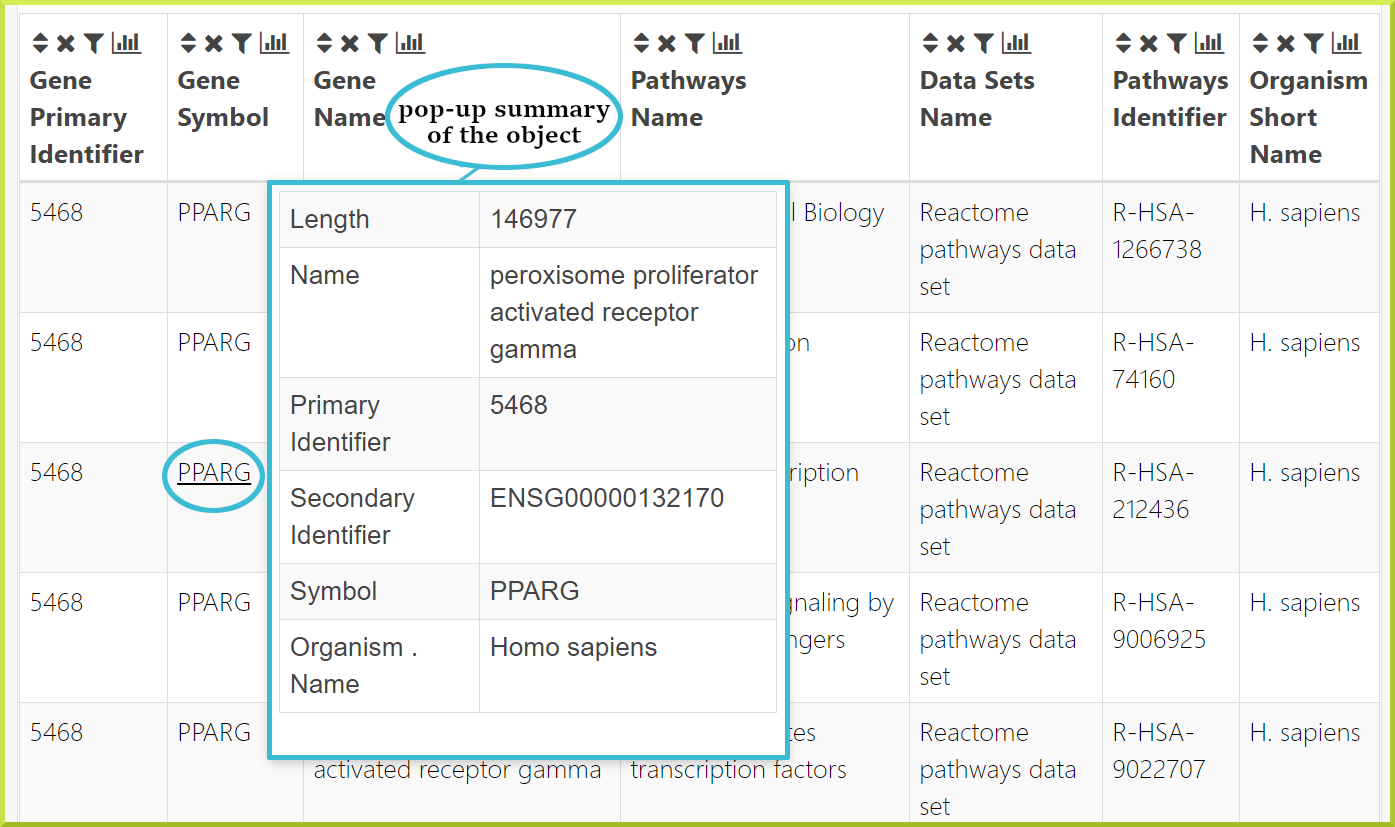 Gene Primary Identifier
Gene Symbol
Gene Name
Pathways Name
Data Sets Name
Pathways Identifier
Organism Short Name
pop-up summary
of the object
5468
PPARG
Biology
Reactome
pathways data
set
R-HSA-
1266738
H. sapiens
5468
PPARG
Reactome
pathways data
set
R-HSA-
74160
H. sapiens
5468
PPARG
Reactome
pathways data
set
R-HSA-
212436
H. sapiens
5468
PPARG
by
Reactome
pathways data
set
R-HSA-
9006925
H. sapiens
5468
PPARG
activated receptor gamma
transcription factors
Reactome
pathways data
set
R-HSA-
9022707
H. sapiens
Length
146977
Name
peroxisome proliferator
activated receptor
gamma
Primary
Identifier
5468
Secondary
Identifier
ENSG00000132170
Symbol
PPARG
Organism .
Name
Homo sapiens